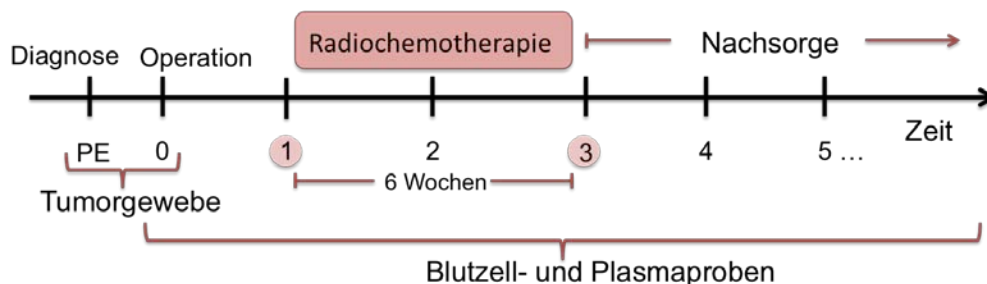 Radiochemotherapie
Diagnose Operation Nachsorge
Zeit
PE 0 1 2 3 4 5 ...
6 Wochen
Tumorgewebe
Blutzell- und Plasmaproben